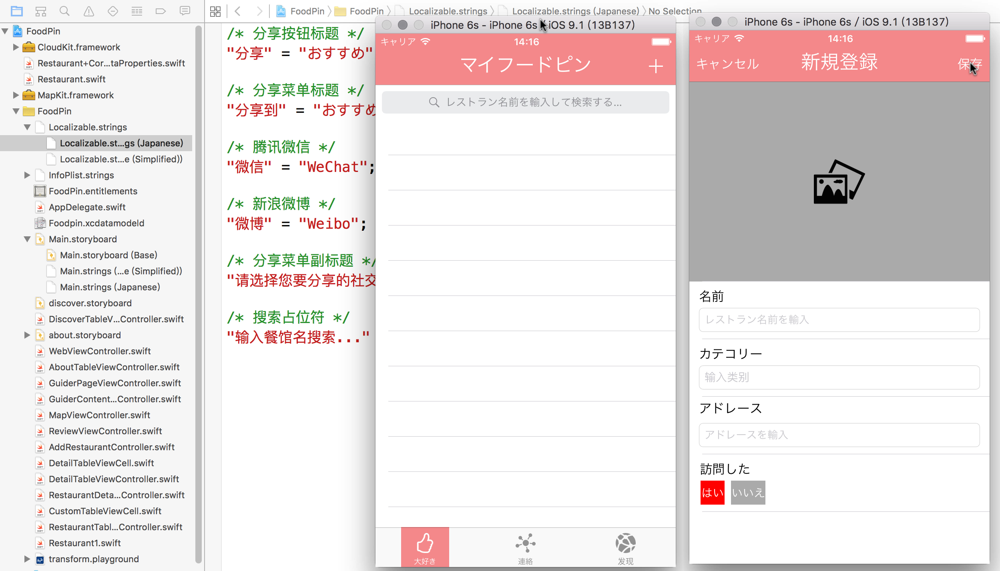 FoodPin
CloudKit.framework
Restaurant+Cor...taProperties.swift
Restaurant.swift
MapKit.framework
FoodPin
Localizable.strings
Localizable.st...gs (Japanese)
Localizable.st...e (Simplified))
InfoPlist.strings
FoodPin.entitlements
AppDelegate.swift
Foodpin.xcdatamodeld
Main.storyboard
Main.storyboard (Base)
Main.strings (...e (Simplified))
Main.strings (Japanese)
discover.storyboard
DiscoverTableV...Controller.swift
about.storyboard
WebViewController.swift
AboutTableViewController.swift
GuiderPageViewController.swift
GuiderContent...Controller.swift
MapViewController.swift
ReviewViewController.swift
AddRestaurantController.swift
DetailTableViewCell.swift
DetailTableViewController.swift
RestaurantDeta...Controller.swift
CustomTableViewCell.swift
RestaurantTabl...Controller.swift
Restaurant1.swift
transform.playground
FoodPin FoodPin Localizable.strings Localizable.strings (Japanese) No Selection
/* 分享按钮标题 */
"分享" = "おすすめ"
/* 分享菜单标题 */
"分享到" = "おすすめ
/* 腾讯微信 */
"微信" = "WeChat";
/* 新浪微博 */
"微博" = "Weibo";
/* 分享菜单副标题 */
"请选择您要分享的社交
/* 搜索占位符 */
"输入餐馆名搜索..."
iPhone 6s - iPhone 6s / iOS 9.1 (13B137)
キャリア 14:16
マイフードピン +
レストラン名前を輸入して検索する...
大好き 連絡 发现
iPhone 6s - iPhone 6s / iOS 9.1 (13B137)
キャリア 14:16
キャンセル 新規登録 保存
名前
レストラン名前を輸入
カテゴリー
输入类别
アドレース
アドレースを輸入
訪問した
はい いいえ